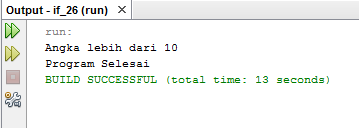 Output - if_26 (run) ×
run:
Angka lebih dari 10
Program Selesai
BUILD SUCCESSFUL (total time: 13 seconds)